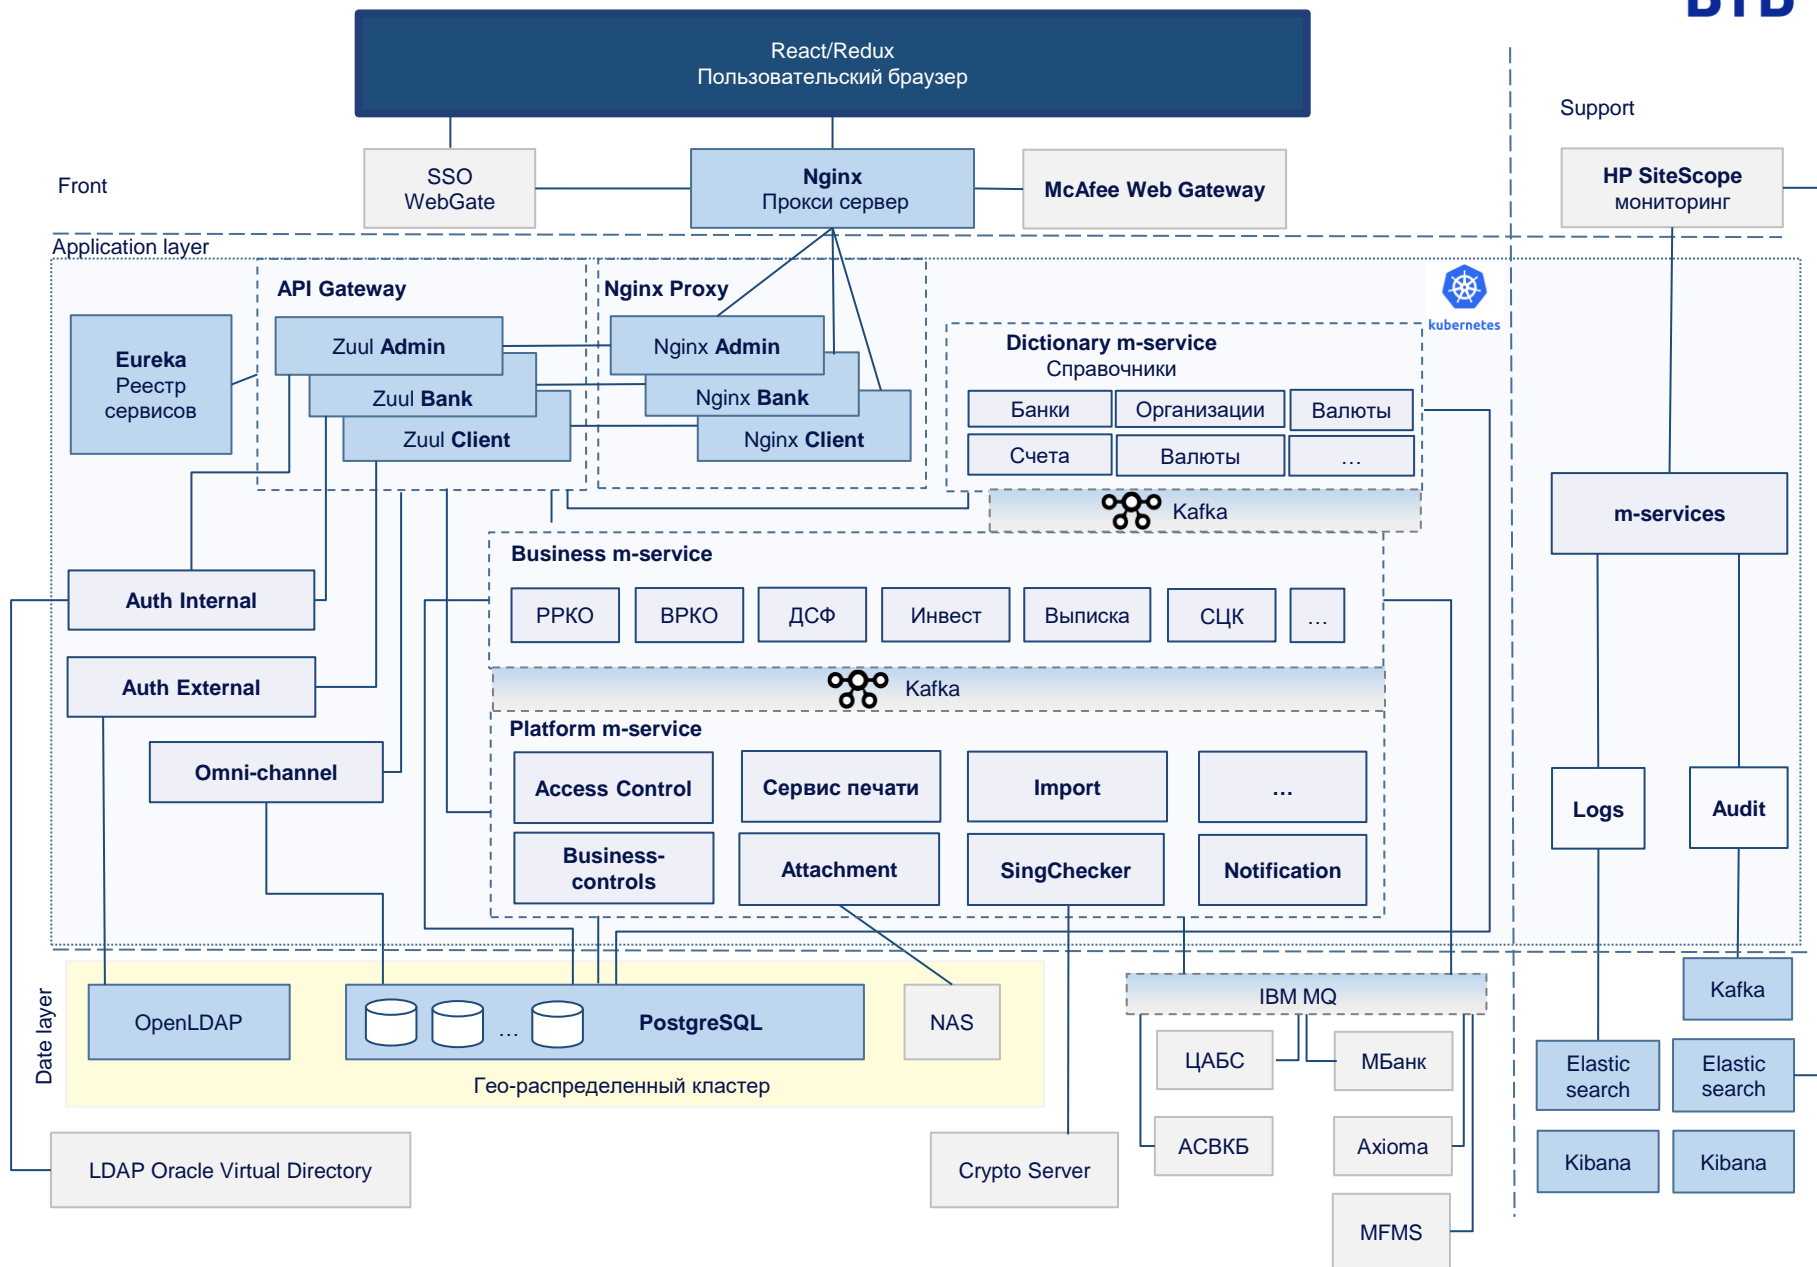 ВТВ
React/Redux
Пользовательский браузер
Support
Front
SSO
WebGate
Nginx
Прокси сервер
McAfee Web Gateway
HP SiteScope
мониторинг
Application layer
API Gateway
Nginx Proxy
kubernetes
Eureka
Реестр
сервисов
Zuul Admin
Zuul Bank
Zuul Client
Nginx Admin
Nginx Bank
Nginx Client
Dictionary m-service
Справочники
Банки
Организации
Валюты
Счета
Валюты
…
Kafka
m-services
Business m-service
РРКО
ВРКО
ДСФ
Инвест
Выписка
СЦК
…
Auth Internal
Auth External
Kafka
Platform m-service
Omni-channel
Access Control
Сервис печати
Import
…
Business-
controls
Attachment
SingChecker
Notification
Logs
Audit
Date layer
OpenLDAP
…
PostgreSQL
NAS
Гео-распределенный кластер
IBM MQ
ЦАБС
МБанк
АСВКБ
Axioma
MFMS
Kafka
Elastic
search
Elastic
search
Kibana
Kibana
LDAP Oracle Virtual Directory
Crypto Server